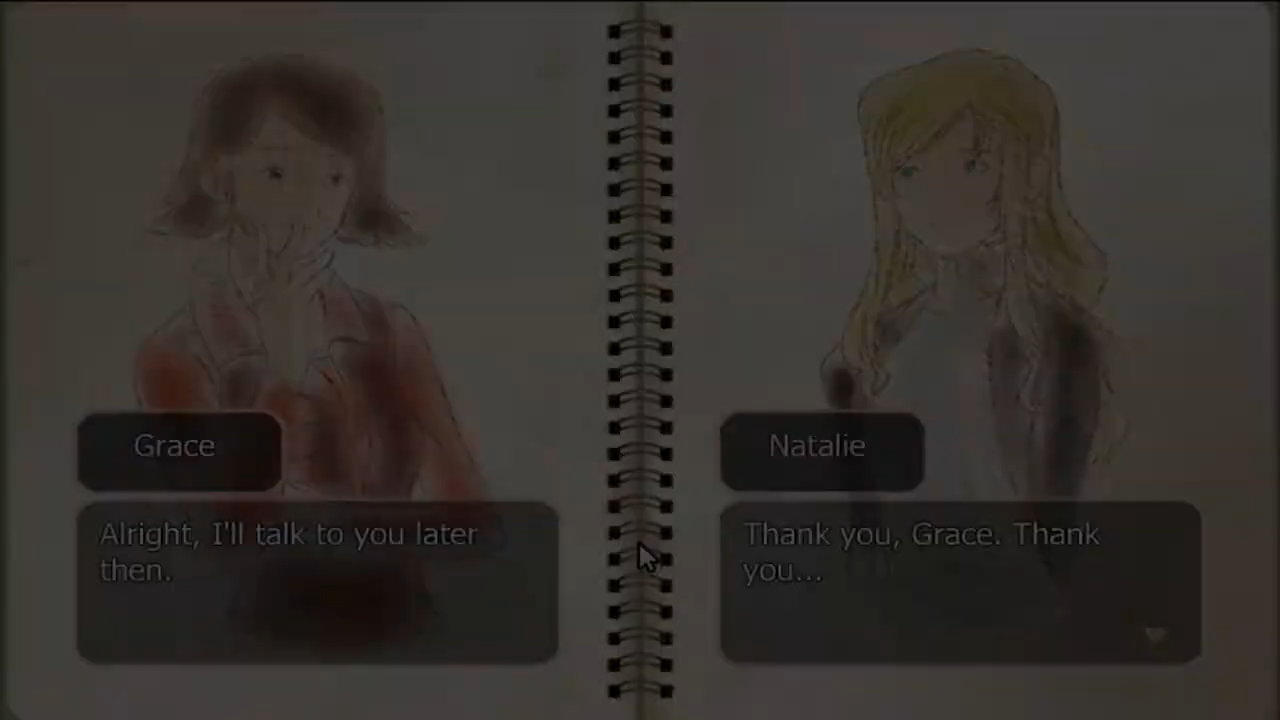 Grace
Alright, I'll talk to you later
then.
Natalie
Thank you, Grace. Thank
you...